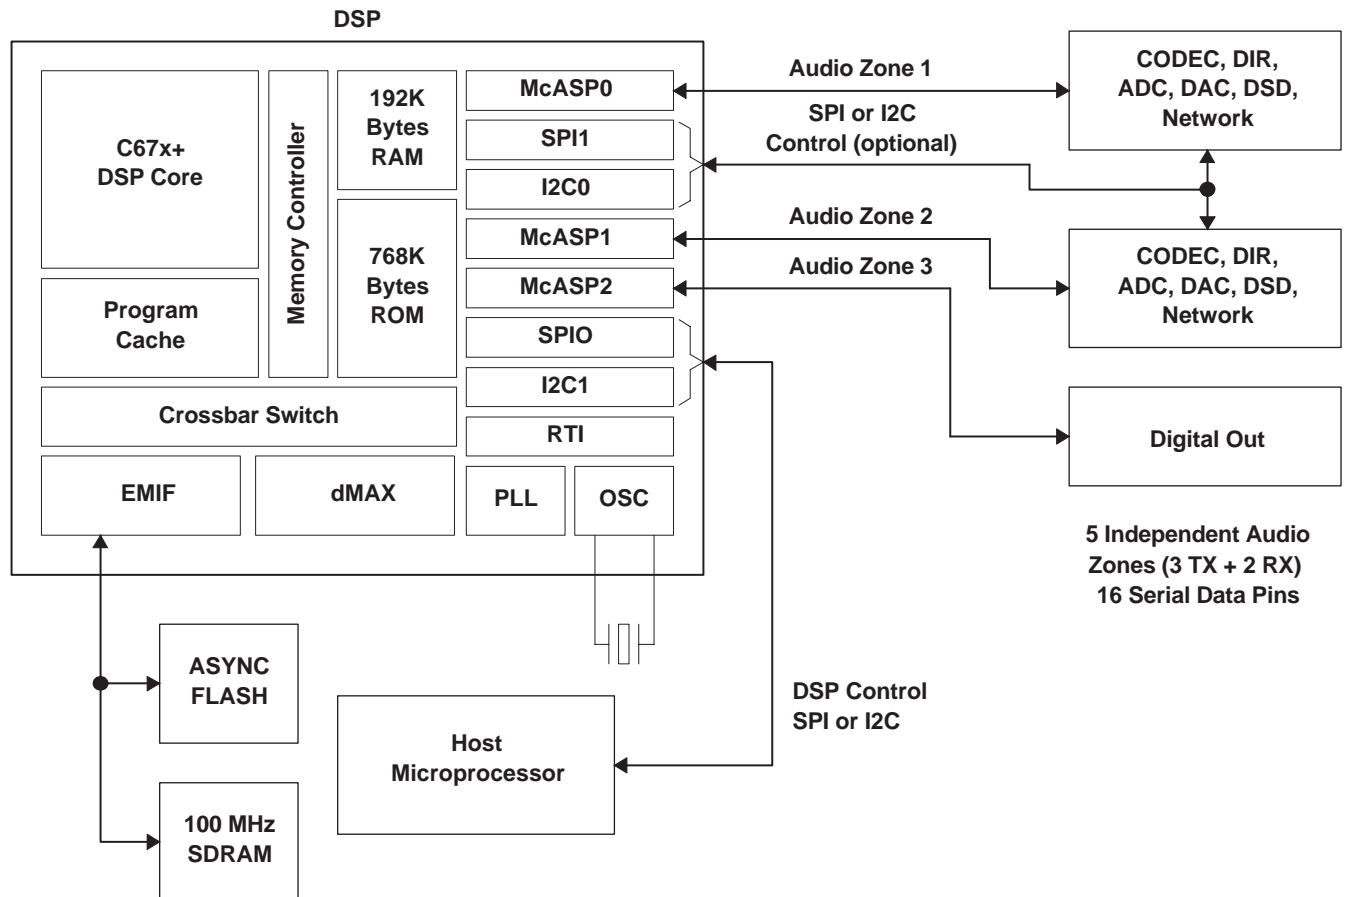 DSP
C67x+
DSP Core
Program
Cache
Memory Controller
192K
Bytes
RAM
768K
Bytes
ROM
Crossbar Switch
EMIF
dMAX
McASP0
SPI1
I2C0
McASP1
McASP2
SPIO
I2C1
RTI
PLL
OSC
Audio Zone 1
SPI or I2C
Control (optional)
Audio Zone 2
Audio Zone 3
CODEC, DIR,
ADC, DAC, DSD,
Network
CODEC, DIR,
ADC, DAC, DSD,
Network
Digital Out
5 Independent Audio
Zones (3 TX + 2 RX)
16 Serial Data Pins
ASYNC
FLASH
100 MHz
SDRAM
Host
Microprocessor
DSP Control
SPI or I2C